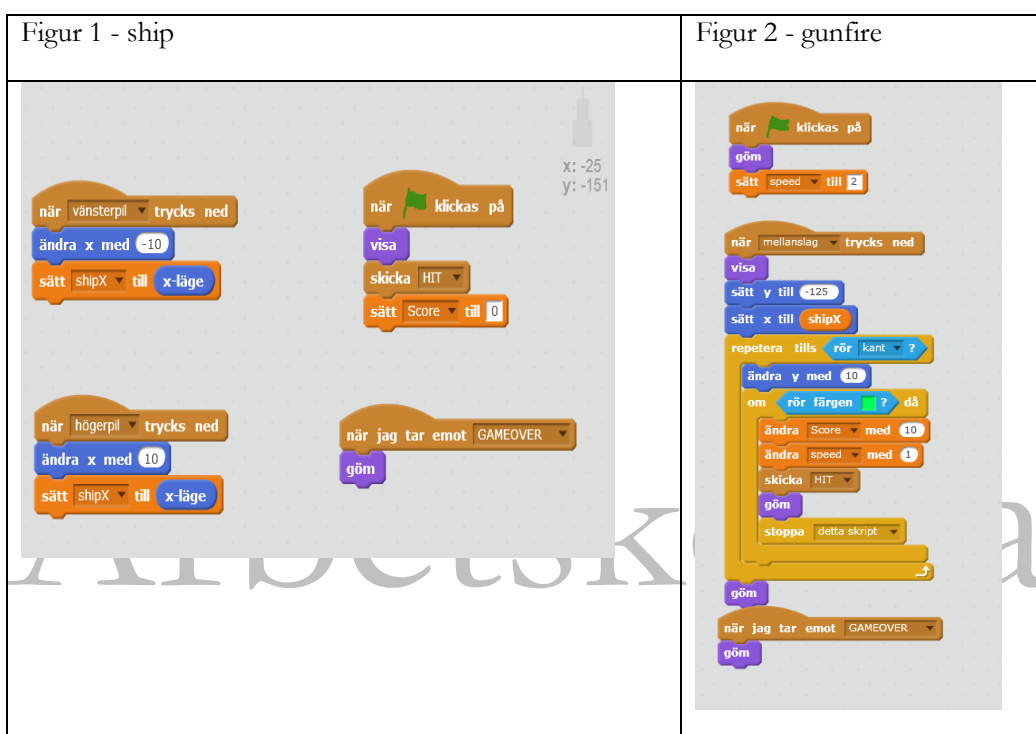 Figur 1 - ship
x: -25
y: -151
när vänsterpil trycks ned
ändra x med -10
sätt shipX till x-läge
när klickas på
visa
skicka HIT
sätt Score till 0
när högerpil trycks ned
ändra x med 10
sätt shipX till x-läge
när jag tar emot GAMEOVER
göm
Figur 2 - gunfire
när klickas på
göm
sätt speed till 2
när mellanslag trycks ned
visa
sätt y till -125
sätt x till shipX
repetera tills rör kant ?
ändra y med 10
om rör färgen ? då
ändra Score med 10
ändra speed med 1
skicka HIT
göm
stoppa detta skript
göm
när jag tar emot GAMEOVER
göm